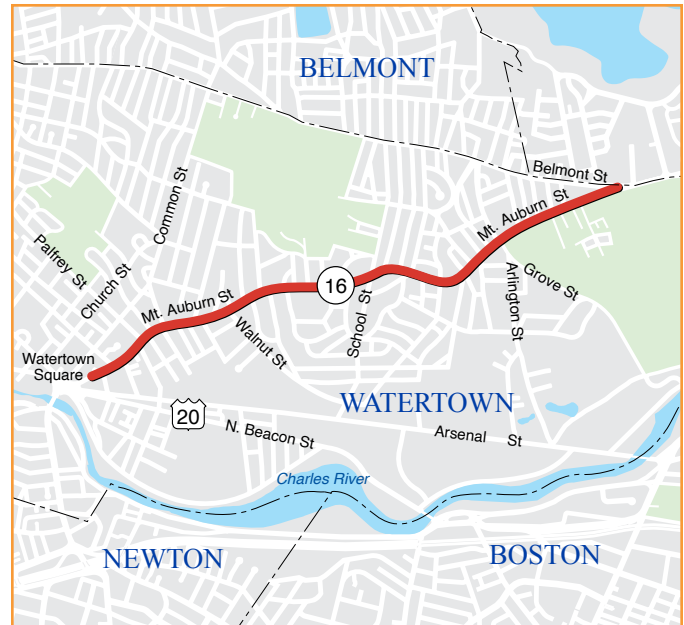 BELMONT
Belmont St
Mt. Auburn St
Common St
Palfrey St
Church St
Grove St
Arlington St
16
Mt. Auburn St
School St
Walnut St
Watertown
Square
WATERTOWN
20
N. Beacon St
Arsenal St
Charles River
NEWTON
BOSTON